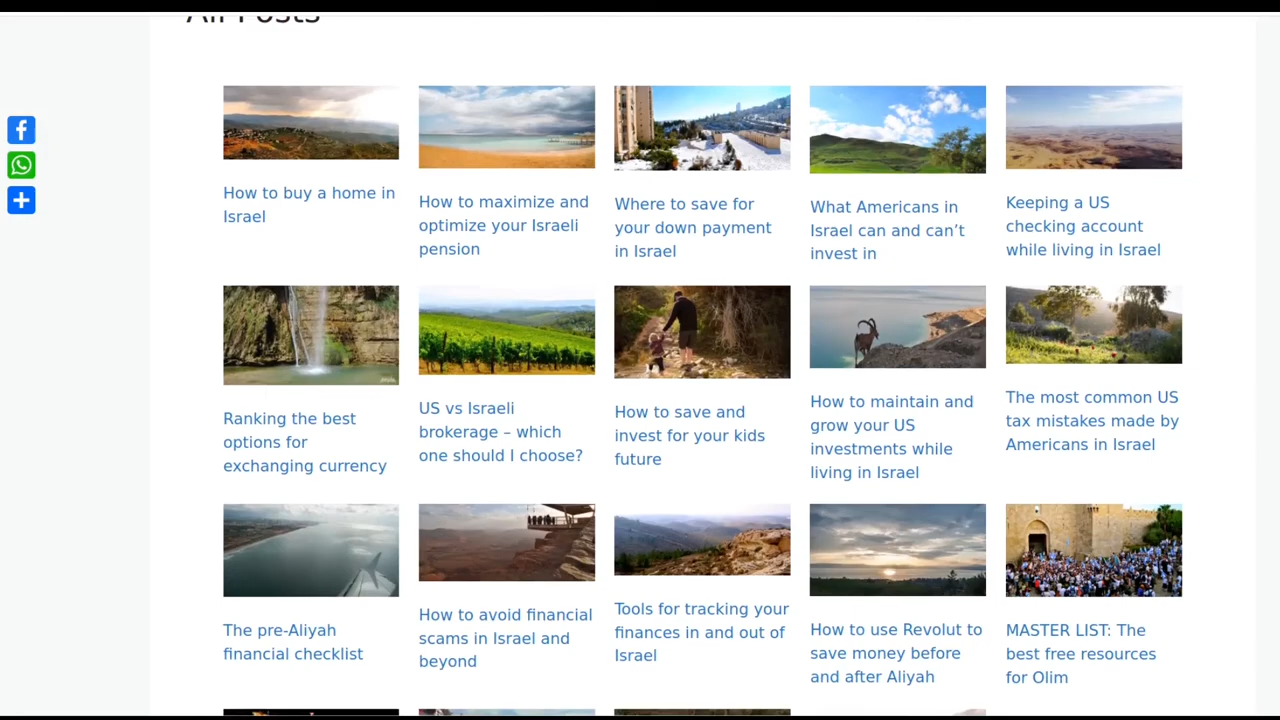 All Posts
How to buy a home in
Israel
How to maximize and
optimize your Israeli
pension
Where to save for
your down payment
in Israel
What Americans in
Israel can and can’t
invest in
Keeping a US
checking account
while living in Israel
Ranking the best
options for
exchanging currency
US vs Israeli
brokerage – which
one should I choose?
How to save and
invest for your kids
future
How to maintain and
grow your US
investments while
living in Israel
The most common US
tax mistakes made by
Americans in Israel
The pre-Aliyah
financial checklist
How to avoid financial
scams in Israel and
beyond
Tools for tracking your
finances in and out of
Israel
How to use Revolut to
save money before
and after Aliyah
MASTER LIST: The
best free resources
for Olim